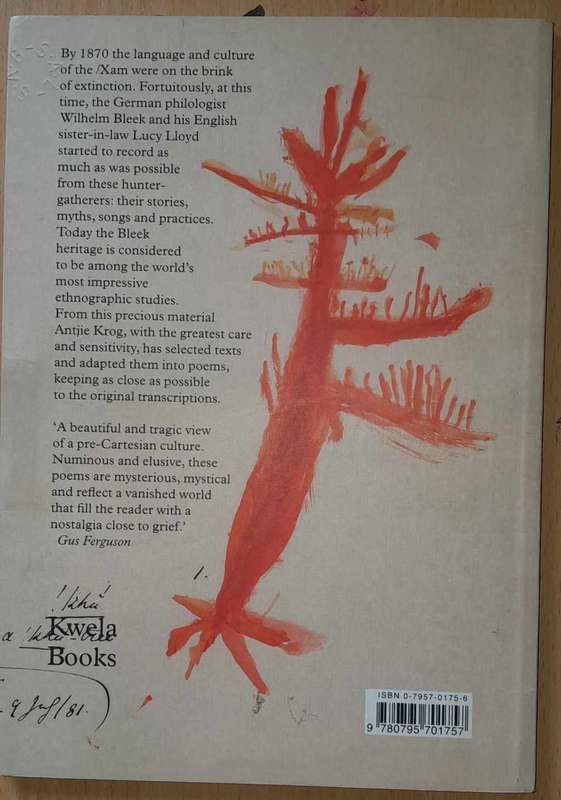 By 1870 the language and culture
of the /Xam were on the brink
of extinction. Fortuitously, at this
time, the German philologist
Wilhelm Bleek and his English
sister-in-law Lucy Lloyd
started to record as
much as was possible
from these hunter-
gatherers: their stories,
myths, songs and practices.
Today the Bleek
heritage is considered
to be among the world's
most impressive
ethnographic studies.
From this precious material
Antjie Krog, with the greatest care
and sensitivity, has selected texts
and adapted them into poems,
keeping as close as possible
to the original transcriptions.
'A beautiful and tragic view
of a pre-Cartesian culture.
Numinous and elusive, these
poems are mysterious, mystical
and reflect a vanished world
that fill the reader with a
nostalgia close to grief.'
Gus Ferguson
1.
Kwela
Books
ISBN 0-7957-0175-6
9 780795 701757